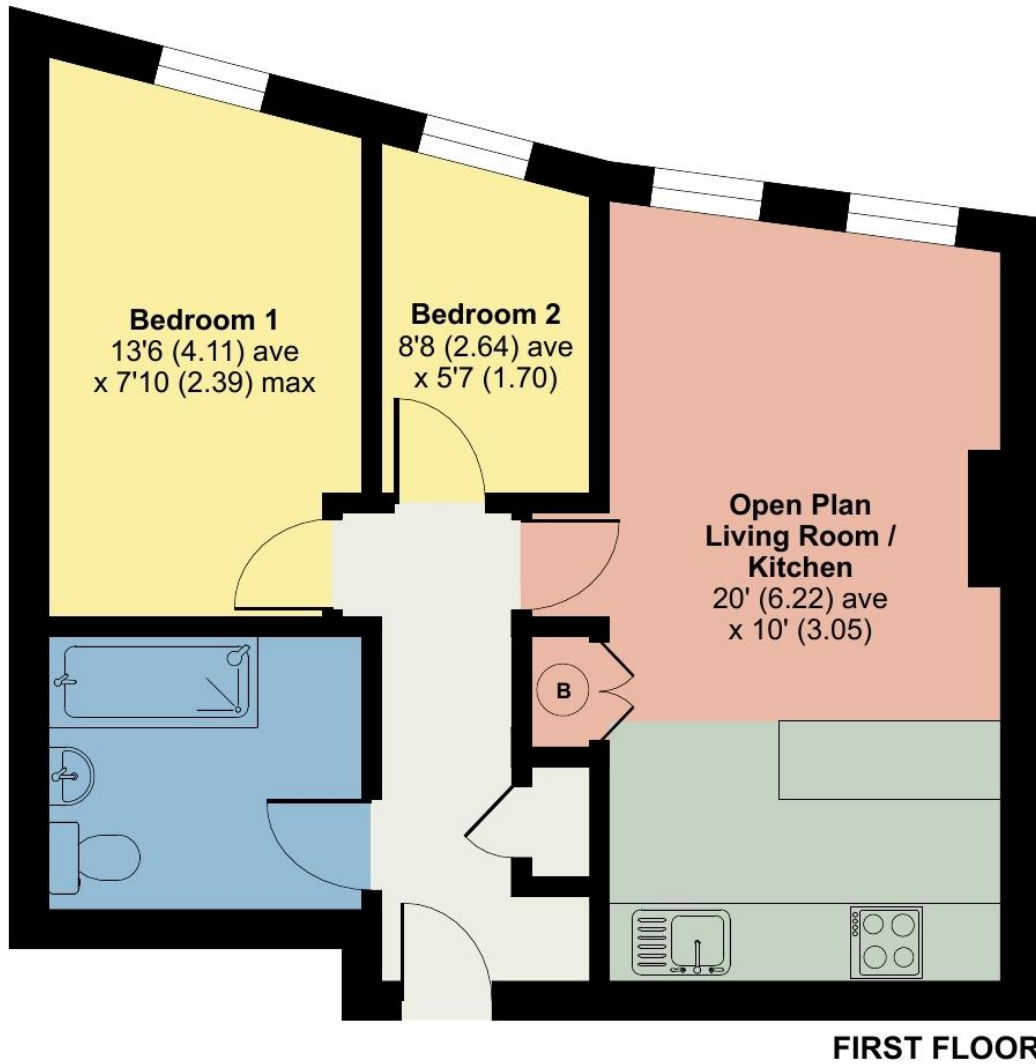 Bedroom 1
13'6 (4.11) ave
x 7'10 (2.39) max
Bedroom 2
8'8 (2.64) ave
x 5'7 (1.70)
Open Plan
Living Room /
Kitchen
20' (6.22) ave
x 10' (3.05)
B
FIRST FLOOR